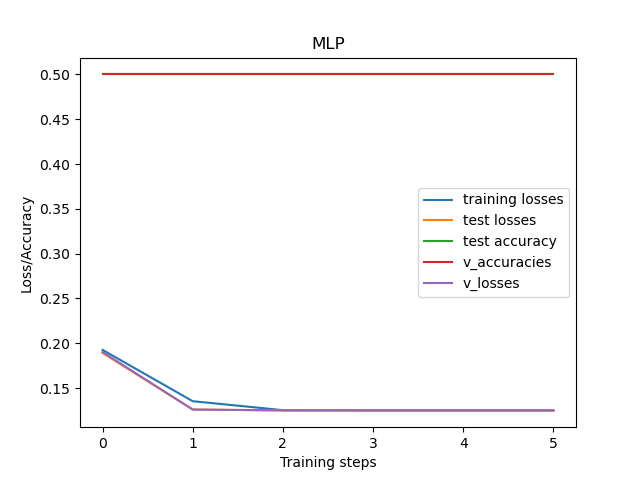 MLP
0.50
0.45
0.40
0.35
0.30
0.25
0.20
0.15
Loss/Accuracy
training losses
test losses
test accuracy
v_accuracies
v_losses
0 1 2 3 4 5
Training steps